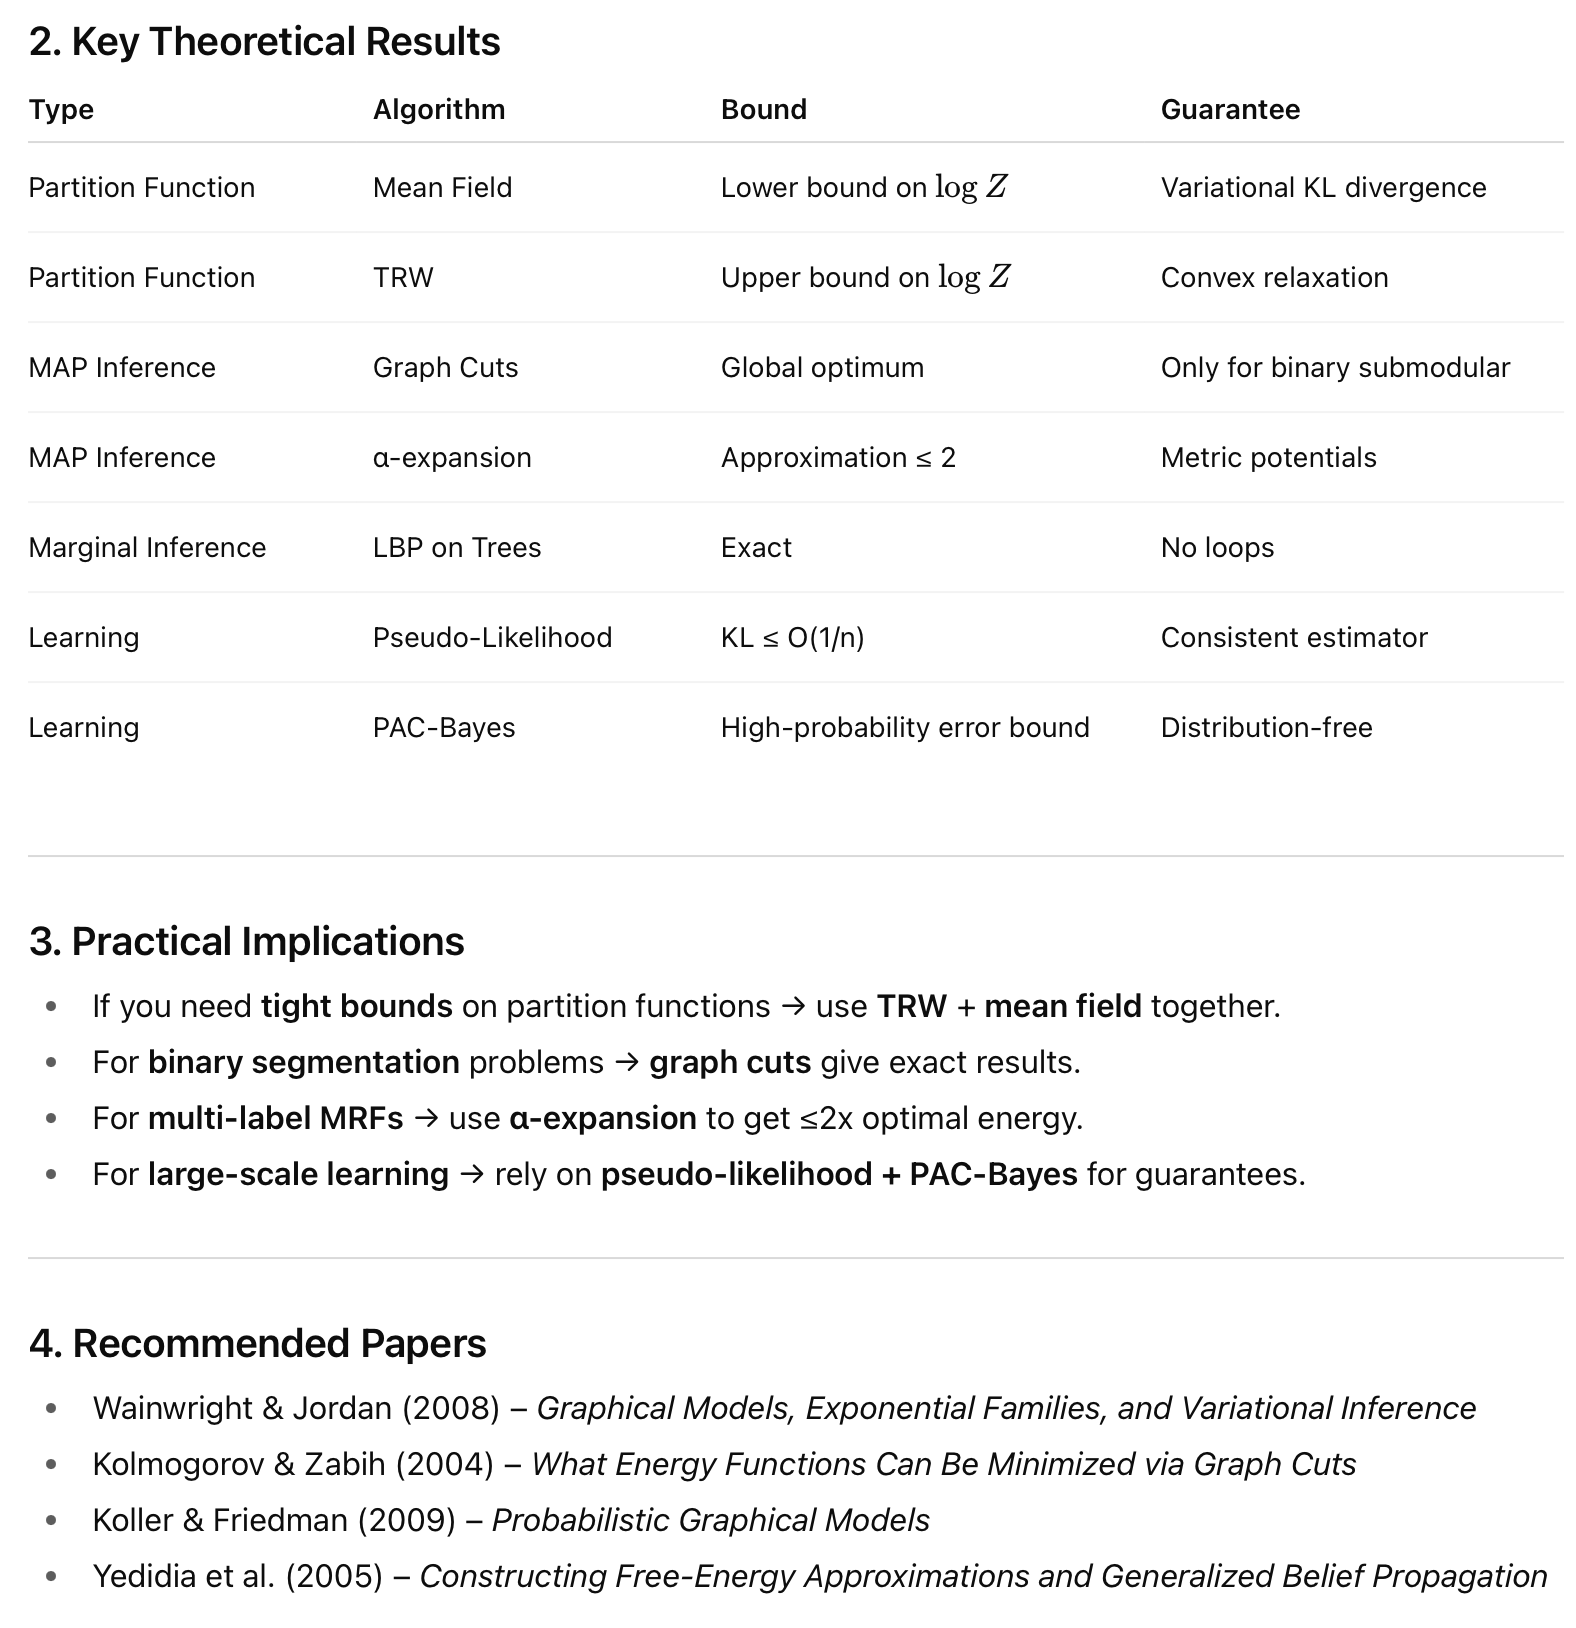 2. Key Theoretical Results
Type Algorithm Bound Guarantee
Partition Function Mean Field Lower bound on log Z Variational KL divergence
Partition Function TRW Upper bound on log Z Convex relaxation
MAP Inference Graph Cuts Global optimum Only for binary submodular
MAP Inference α-expansion Approximation ≤ 2 Metric potentials
Marginal Inference LBP on Trees Exact No loops
Learning Pseudo-Likelihood KL ≤ O(1/n) Consistent estimator
Learning PAC-Bayes High-probability error bound Distribution-free
3. Practical Implications
• If you need tight bounds on partition functions → use TRW + mean field together.
• For binary segmentation problems → graph cuts give exact results.
• For multi-label MRFs → use α-expansion to get ≤2x optimal energy.
• For large-scale learning → rely on pseudo-likelihood + PAC-Bayes for guarantees.
4. Recommended Papers
• Wainwright & Jordan (2008) – Graphical Models, Exponential Families, and Variational Inference
• Kolmogorov & Zabih (2004) – What Energy Functions Can Be Minimized via Graph Cuts
• Koller & Friedman (2009) – Probabilistic Graphical Models
• Yedidia et al. (2005) – Constructing Free-Energy Approximations and Generalized Belief Propagation